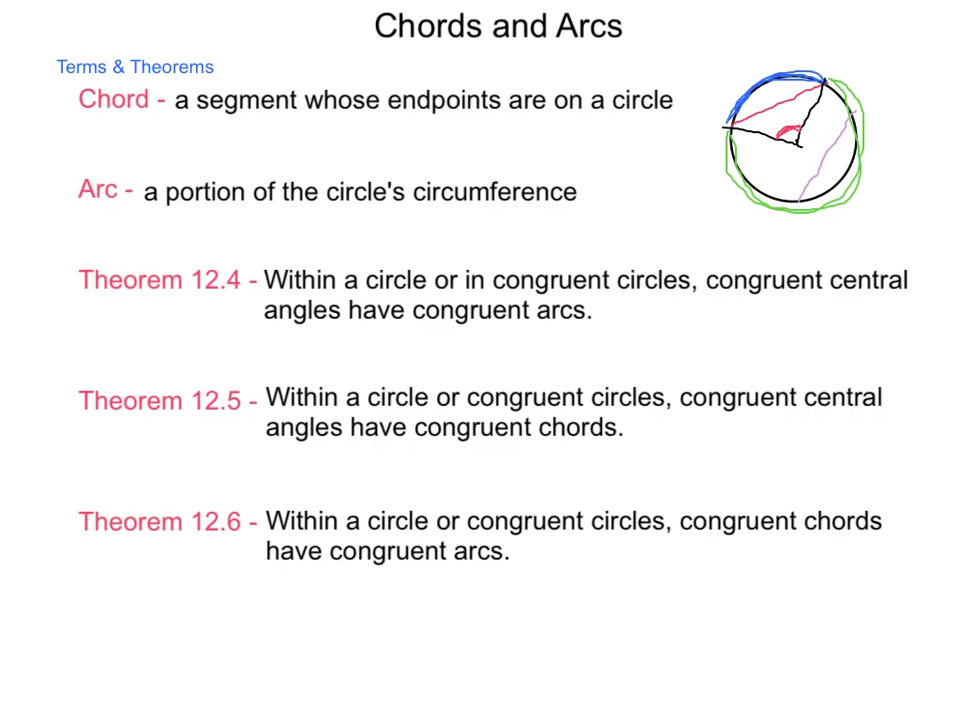 Chords and Arcs
Terms & Theorems
Chord - a segment whose endpoints are on a circle
Arc - a portion of the circle's circumference
Theorem 12.4 - Within a circle or in congruent circles, congruent central
angles have congruent arcs.
Theorem 12.5 - Within a circle or congruent circles, congruent central
angles have congruent chords.
Theorem 12.6 - Within a circle or congruent circles, congruent chords
have congruent arcs.